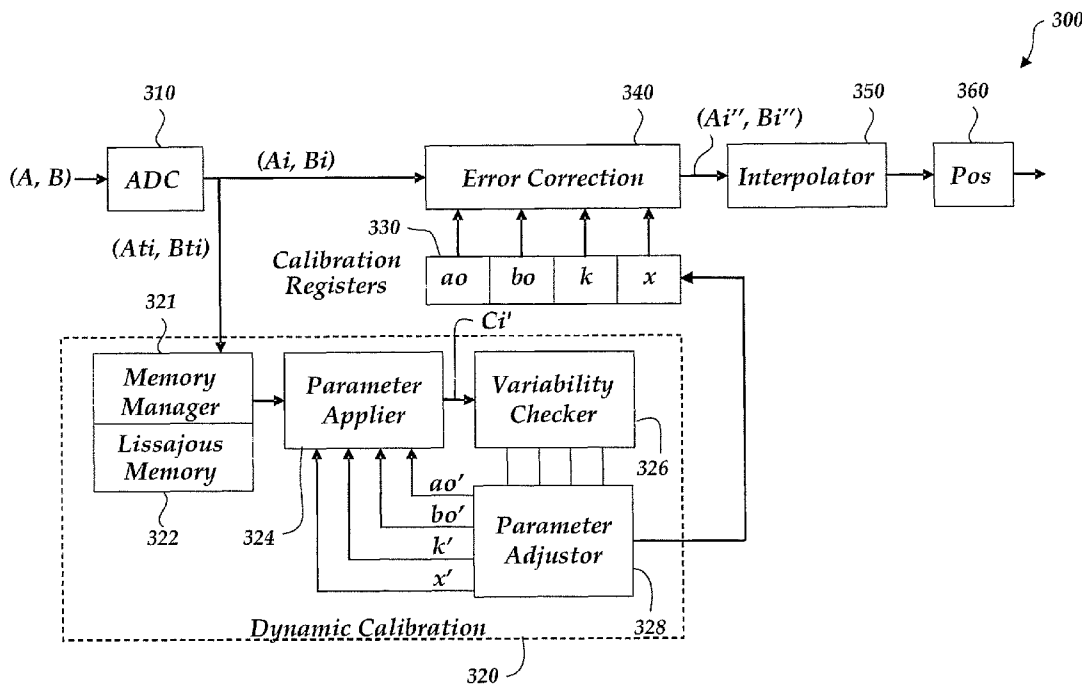 300
310
340
350
360
(Ai'', Bi'')
(A, B)
ADC
(Ai, Bi)
Error Correction
Interpolator
Pos
(Ati, Bti)
330
Calibration
Registers
ao
bo
k
x
321
Ci'
Memory
Manager
Lissajous
Memory
322
Parameter
Applier
324
Variability
Checker
326
ao'
bo'
k'
x'
Parameter
Adjustor
328
Dynamic Calibration
320